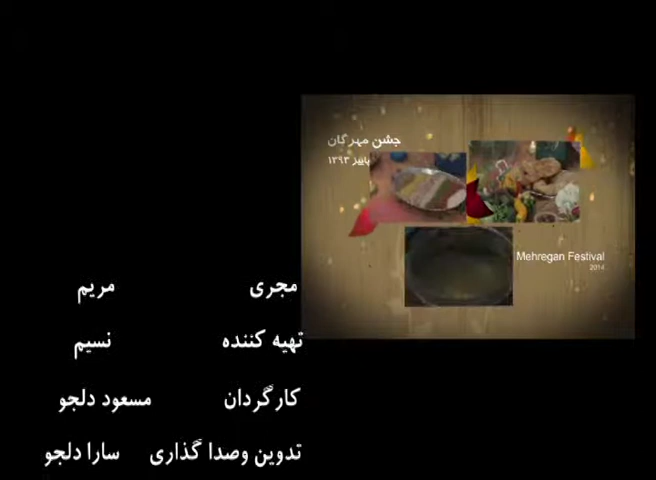 جشن مهرگان
پاییز ۱۳۹۳
Mehregan Festival
2014
مجری مریم
تهیه کننده نسیم
کارگردان مسعود دلجو
تدوین وصدا گذاری سارا دلجو